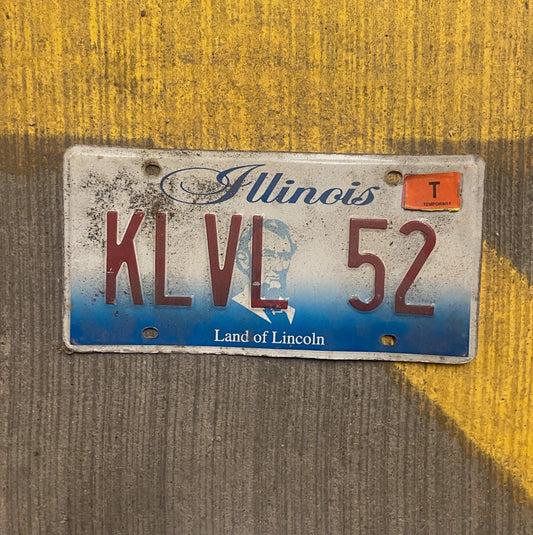 Illinois
T
TEMPORARY
KLVL 52
Land of Lincoln